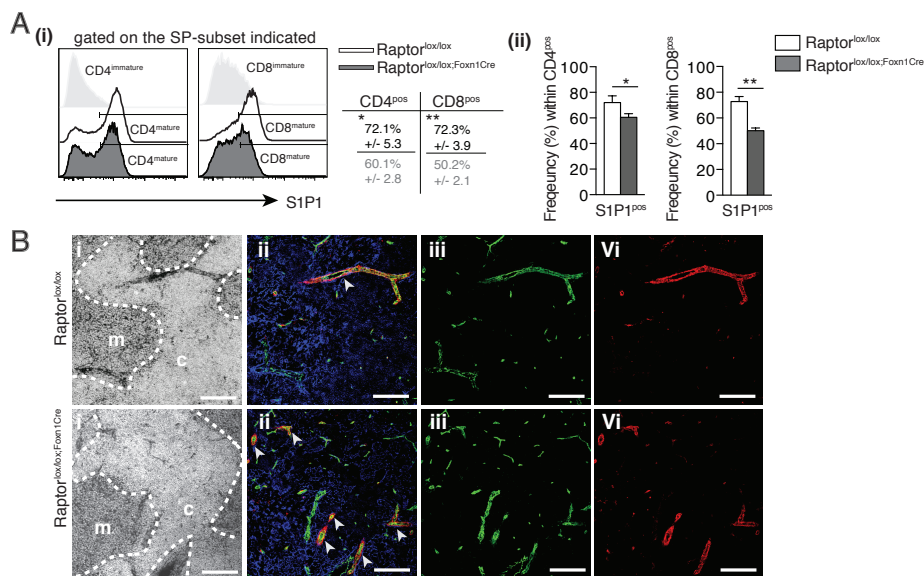 A
(i)
gated on the SP-subset indicated
CD4immature
CD4mature
CD4mature
CD8immature
CD8mature
CD8mature
S1P1
Raptorlox/lox
Raptorlox/lox;Foxn1Cre
CD4pos CD8pos
* **
72.1% 72.3%
+/- 5.3 +/- 3.9
60.1% 50.2%
+/- 2.8 +/- 2.1
(ii)
Freqeuncy (%) within CD4pos
100
80
60
40
20
0
*
S1P1pos
Freqeuncy (%) within CD8pos
100
80
60
40
20
0
**
S1P1pos
Raptorlox/lox
Raptorlox/lox;Foxn1Cre
B
Raptorlox/lox
i
m
c
ii
iii
Vi
Raptorlox/lox;Foxn1Cre
i
m
c
ii
iii
Vi